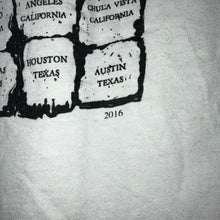 ANGELES
CALIFORNIA
CHULA VISTA
CALIFORNIA
HOUSTON
TEXAS
AUSTIN
TEXAS
2016